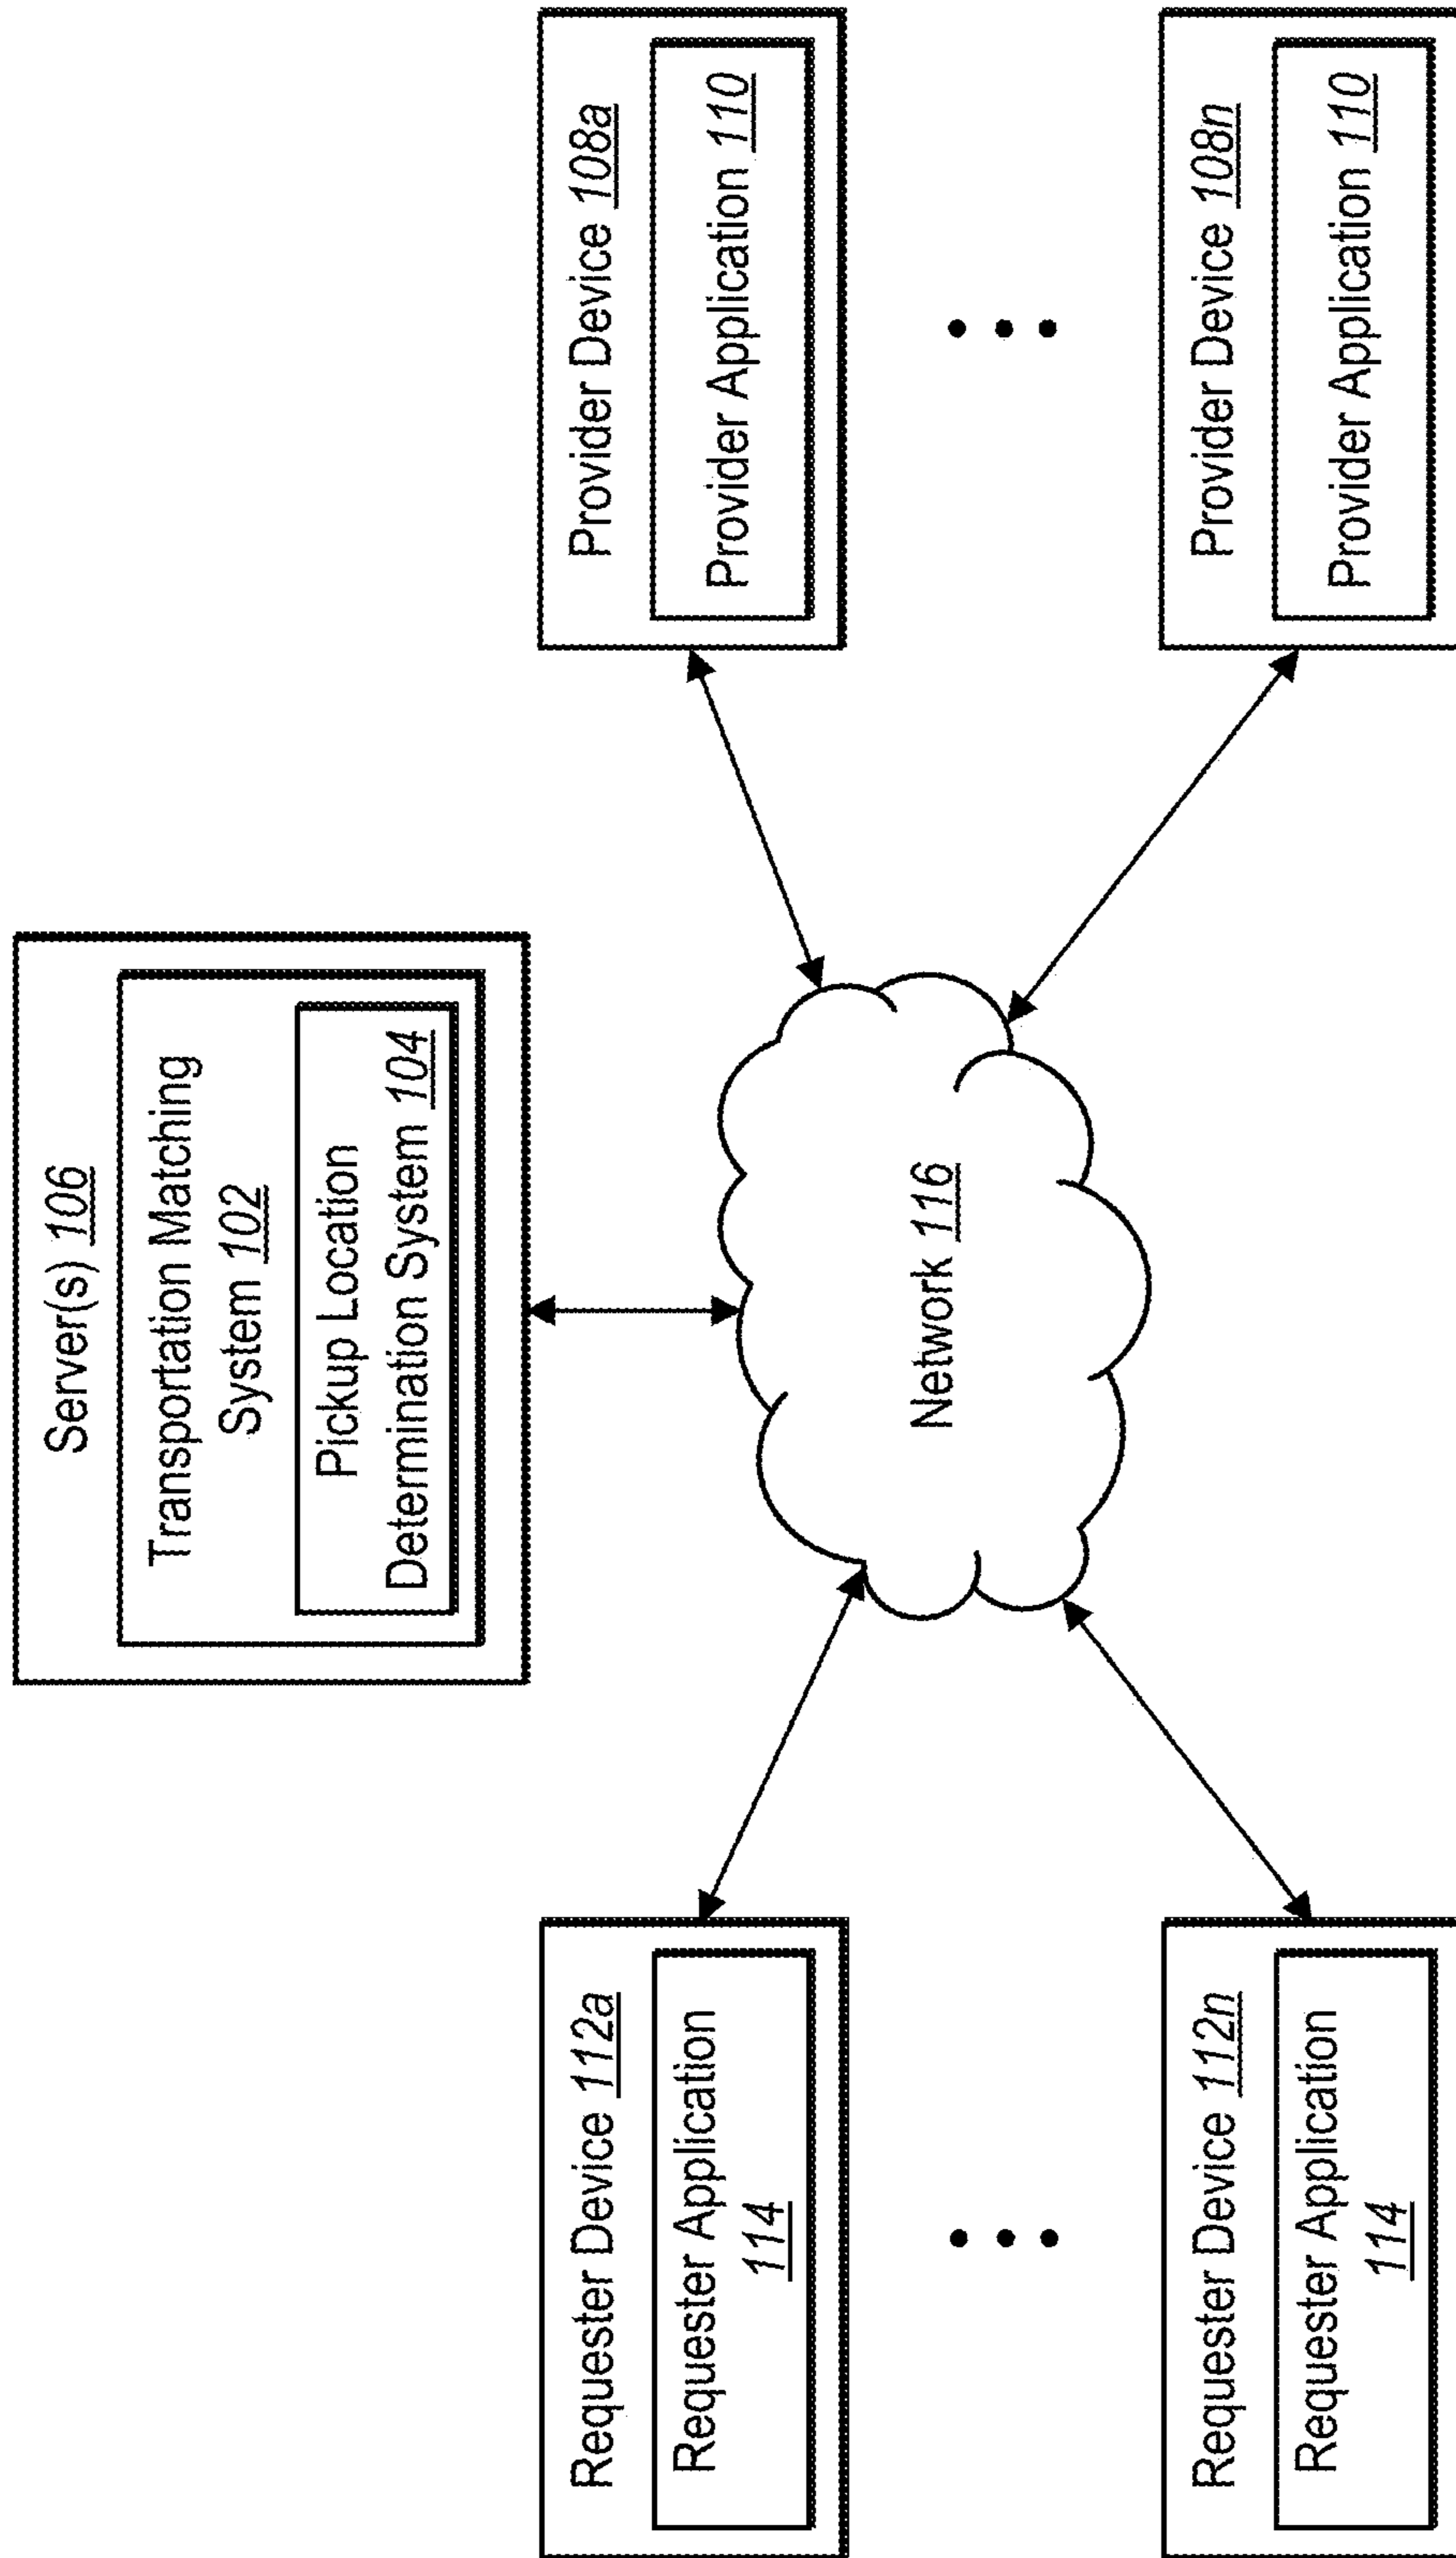 Server(s) 106
Transportation Matching
System 102
Pickup Location
Determination System 104
Requester Device 112a
Requester Application
114
Provider Device 108a
Provider Application 110
Network 116
Requester Device 112n
Requester Application
114
Provider Device 108n
Provider Application 110